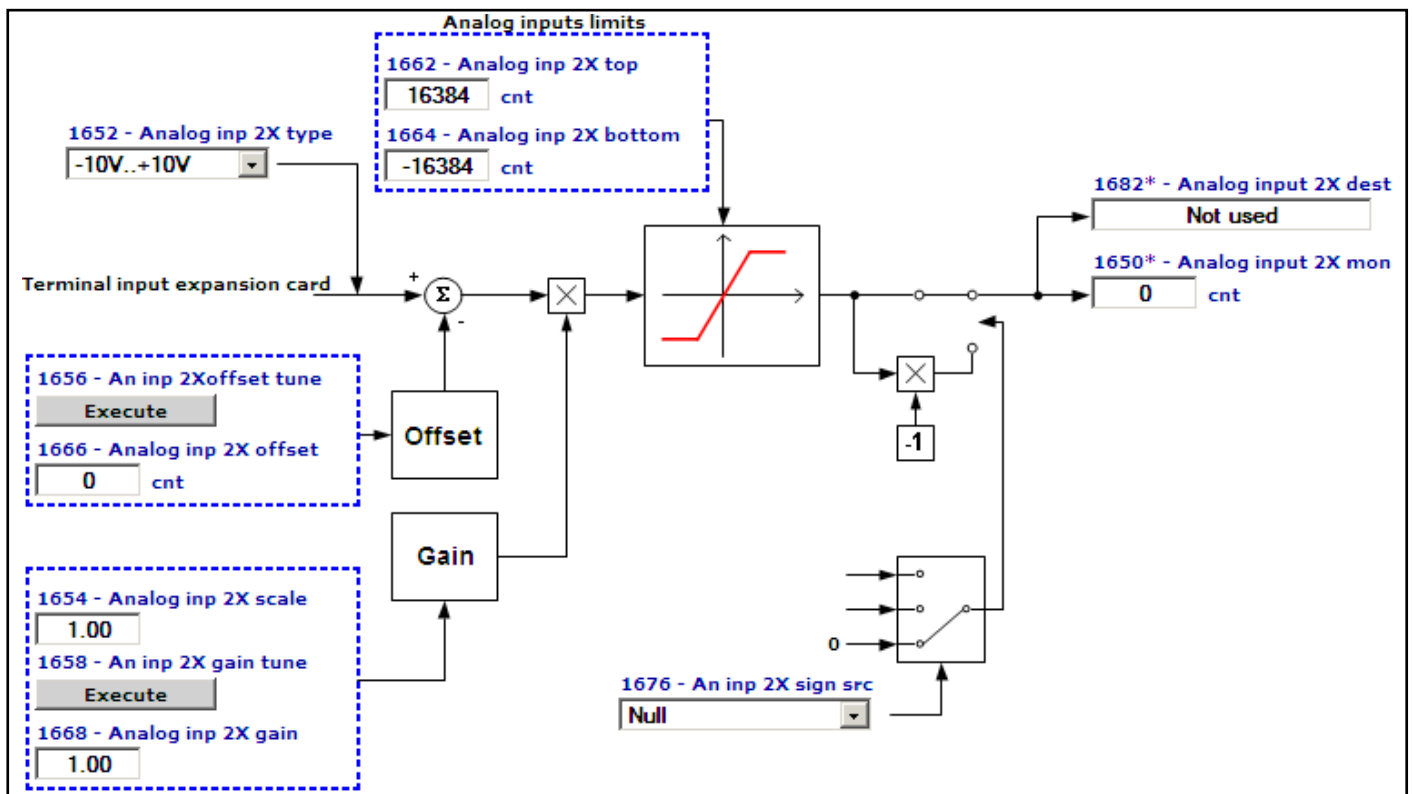 Analog inputs limits
1662 - Analog inp 2X top
16384 cnt
1664 - Analog inp 2X bottom
-16384 cnt
1652 - Analog inp 2X type
-10V..+10V
1682* - Analog input 2X dest
Not used
1650* - Analog input 2X mon
0 cnt
Terminal input expansion card
+
Σ
-
1656 - An inp 2Xoffset tune
Execute
1666 - Analog inp 2X offset
0 cnt
Offset
-1
Gain
1654 - Analog inp 2X scale
1.00
1658 - An inp 2X gain tune
Execute
1668 - Analog inp 2X gain
1.00
0
1676 - An inp 2X sign src
Null